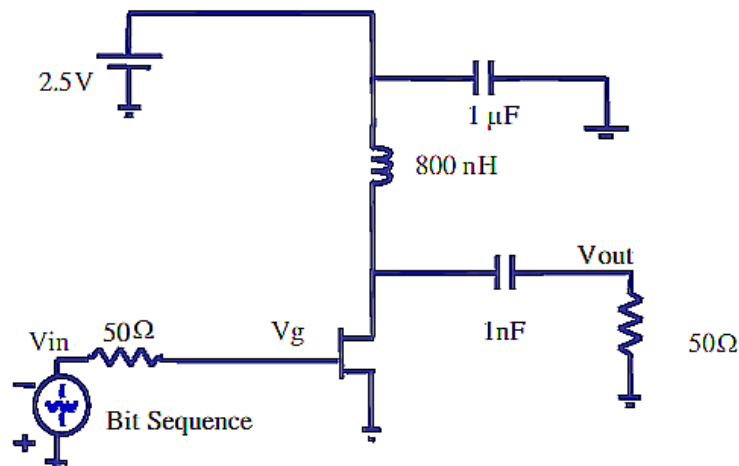 2.5V
1 μF
800 nH
Vout
Vin
50Ω
Vg
1nF
50Ω
Bit Sequence